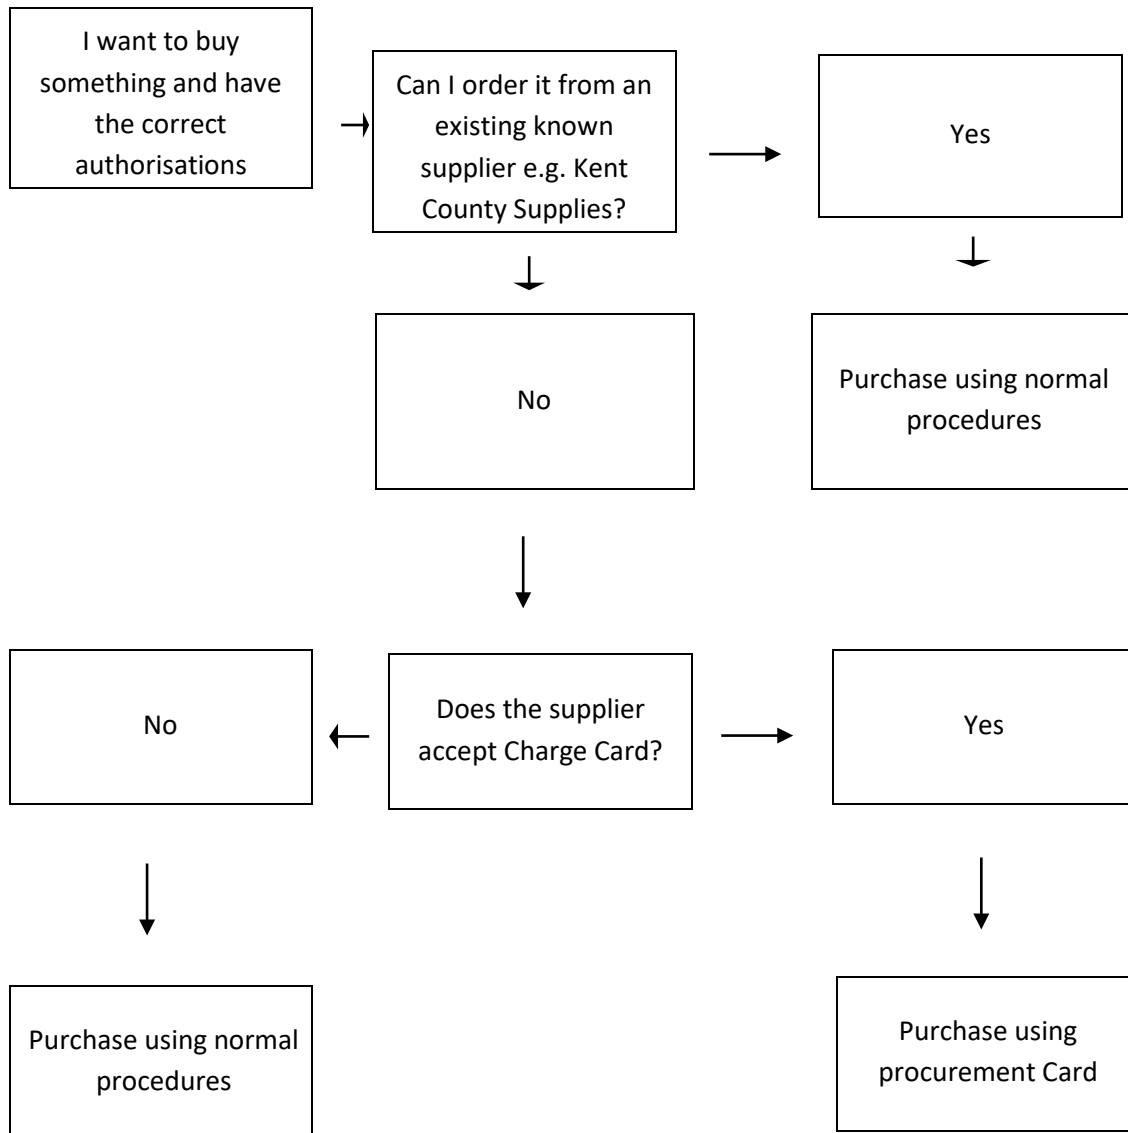 I want to buy
something and have
the correct
authorisations
Can I order it from an
existing known
supplier e.g. Kent
County Supplies?
Yes
No
Purchase using normal
procedures
No
Does the supplier
accept Charge Card?
Yes
Purchase using normal
procedures
Purchase using
procurement Card